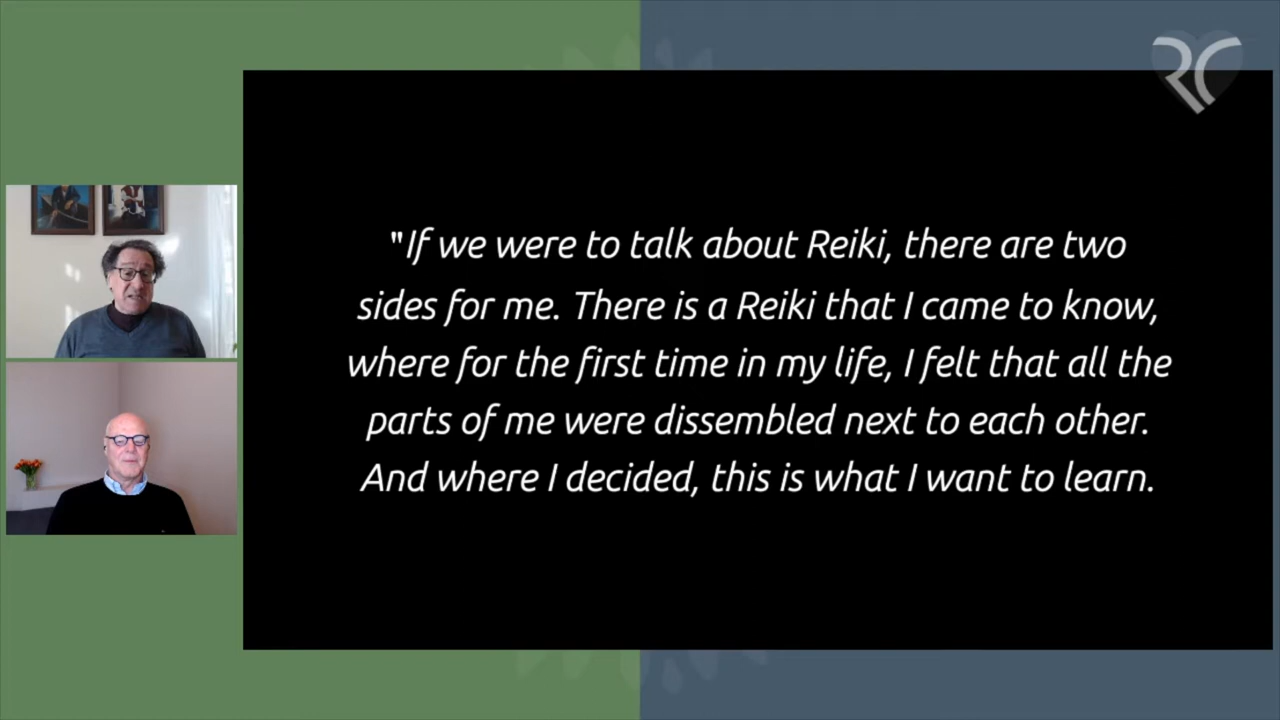 RC
"If we were to talk about Reiki, there are two
sides for me. There is a Reiki that I came to know,
where for the first time in my life, I felt that all the
parts of me were dissembled next to each other.
And where I decided, this is what I want to learn.